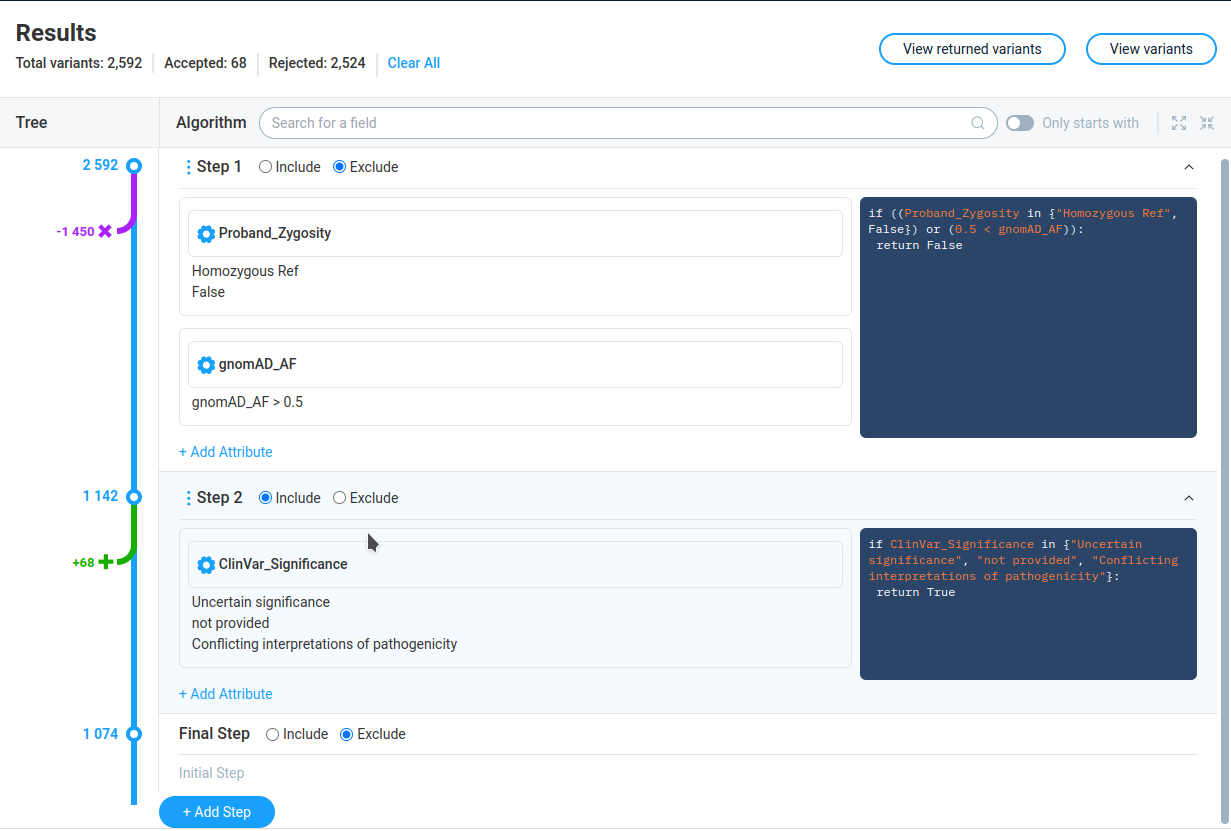 Results
Total variants: 2,592
Accepted: 68
Rejected: 2,524
Clear All
View returned variants
View variants
Tree
Algorithm
Search for a field
Only starts with
2 592
Step 1
Include
Exclude
-1 450
Proband_Zygosity
Homozygous Ref
False
gnomAD_AF
gnomAD_AF > 0.5
+ Add Attribute
if ((Proband_Zygosity in {"Homozygous Ref",
False}) or (0.5 < gnomAD_AF)):
return False
1 142
Step 2
Include
Exclude
+68
ClinVar_Significance
Uncertain significance
not provided
Conflicting interpretations of pathogenicity
+ Add Attribute
if ClinVar_Significance in {"Uncertain
significance", "not provided", "Conflicting
interpretations of pathogenicity"}:
return True
1 074
Final Step
Include
Exclude
Initial Step
+ Add Step